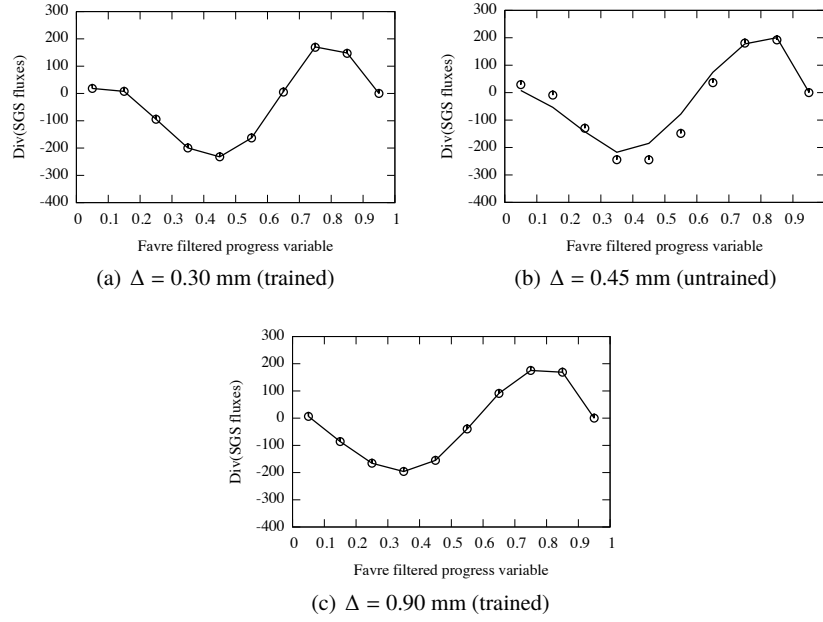 300
200
100
0
-100
-200
-300
-400
Div(SGS fluxes)
0 0.1 0.2 0.3 0.4 0.5 0.6 0.7 0.8 0.9 1
Favre filtered progress variable
(a) Δ = 0.30 mm (trained)
300
200
100
0
-100
-200
-300
-400
Div(SGS fluxes)
0 0.1 0.2 0.3 0.4 0.5 0.6 0.7 0.8 0.9
Favre filtered progress variable
(b) Δ = 0.45 mm (untrained)
300
200
100
0
-100
-200
-300
-400
Div(SGS fluxes)
0 0.1 0.2 0.3 0.4 0.5 0.6 0.7 0.8 0.9 1
Favre filtered progress variable
(c) Δ = 0.90 mm (trained)